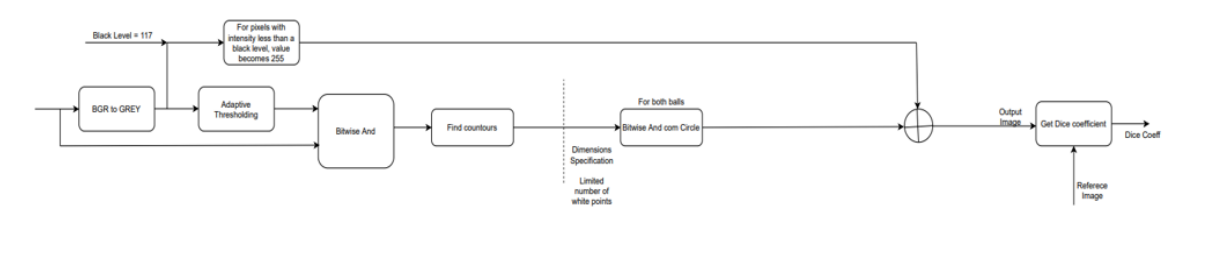 For pixels with
intensity less than a
black level, value
becomes 255
Black Level = 117
BGR to GREY
Adaptive
Thresholding
Bitwise And
Find countours
For both balls
Bitwise And com Circle
Dimensions
Specification
Limited
number of
white points
Output
Image
Get Dice coefficient
Dice Coeff
Referece
Image